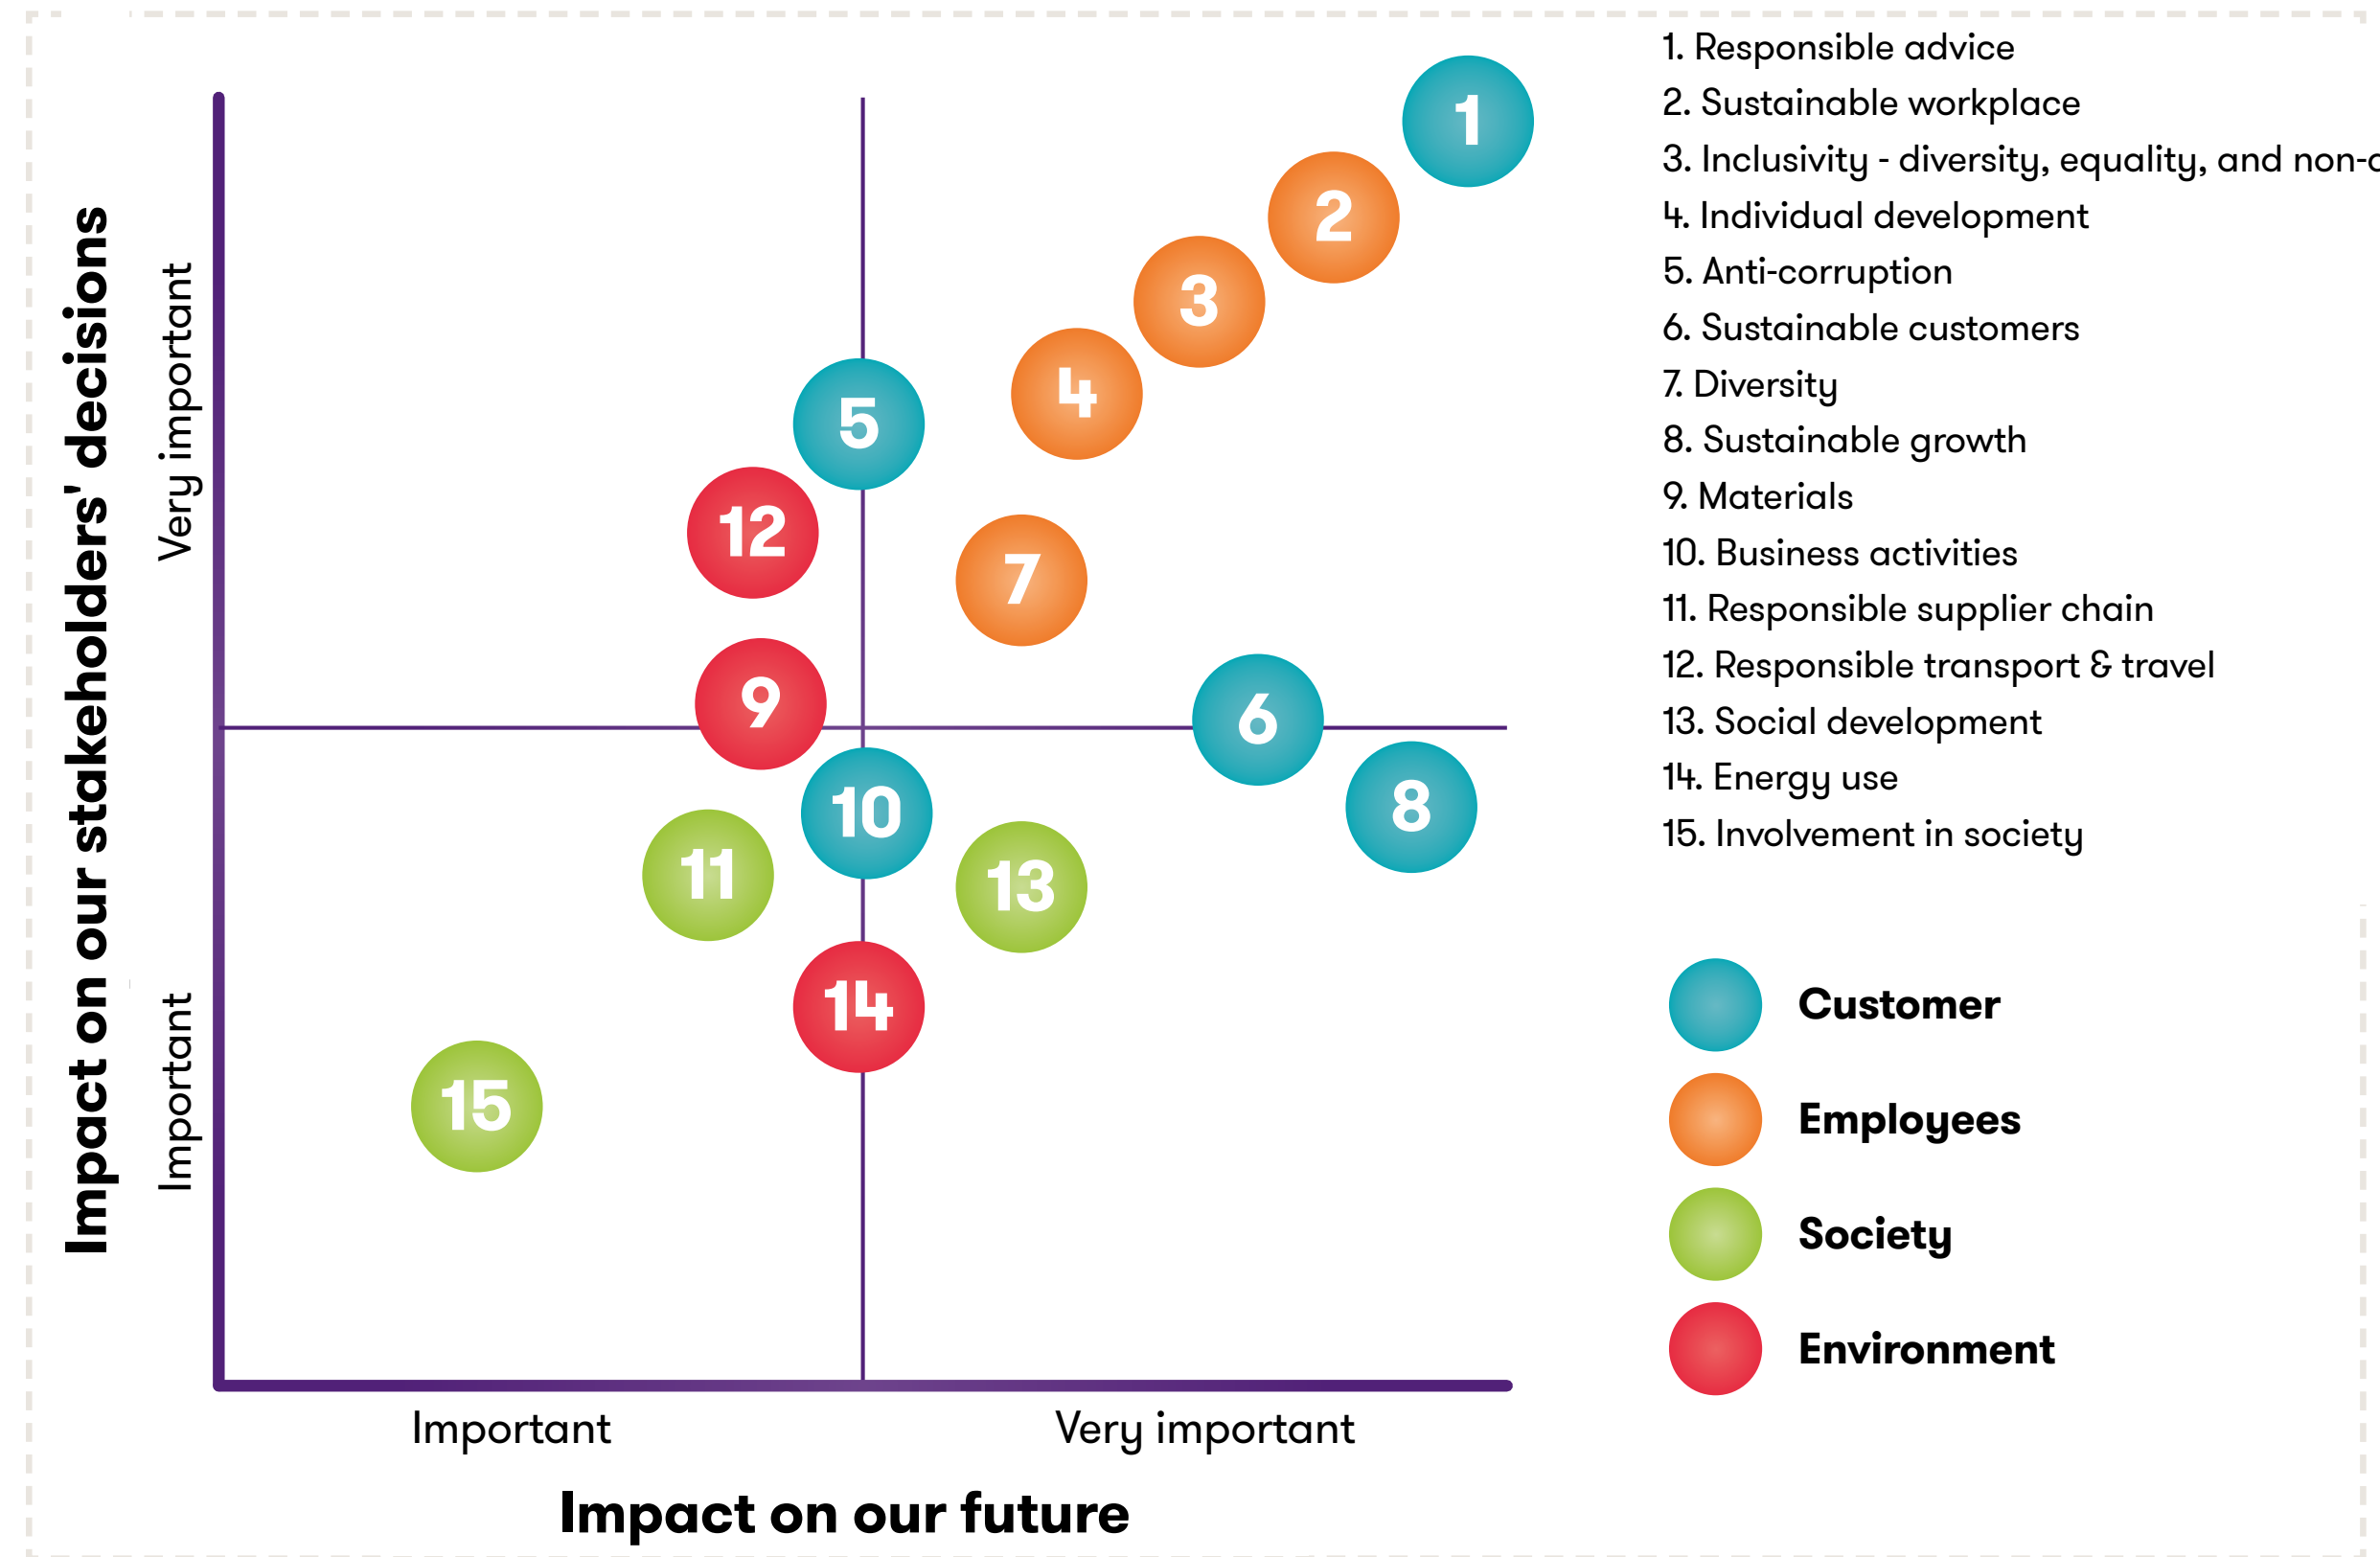 Impact on our stakeholders' decisions
Very important
Important
1
2
3
4
5
12
7
9
6
10
8
11
13
14
15
Important
Very important
Impact on our future
1. Responsible advice
2. Sustainable workplace
3. Inclusivity - diversity, equality, and
4. Individual development
5. Anti-corruption
6. Sustainable customers
7. Diversity
8. Sustainable growth
9. Materials
10. Business activities
11. Responsible supplier chain
12. Responsible transport & travel
13. Social development
14. Energy use
15. Involvement in society
Customer
Employees
Society
Environment